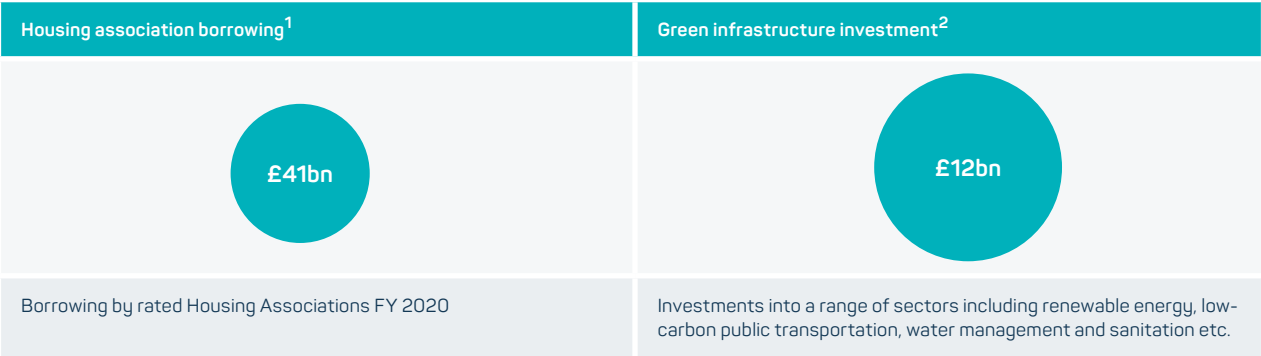 Housing association borrowing1
Green infrastructure investment2
£41bn
£12bn
Borrowing by rated Housing Associations FY 2020
Investments into a range of sectors including renewable energy, low-
carbon public transportation, water management and sanitation etc.